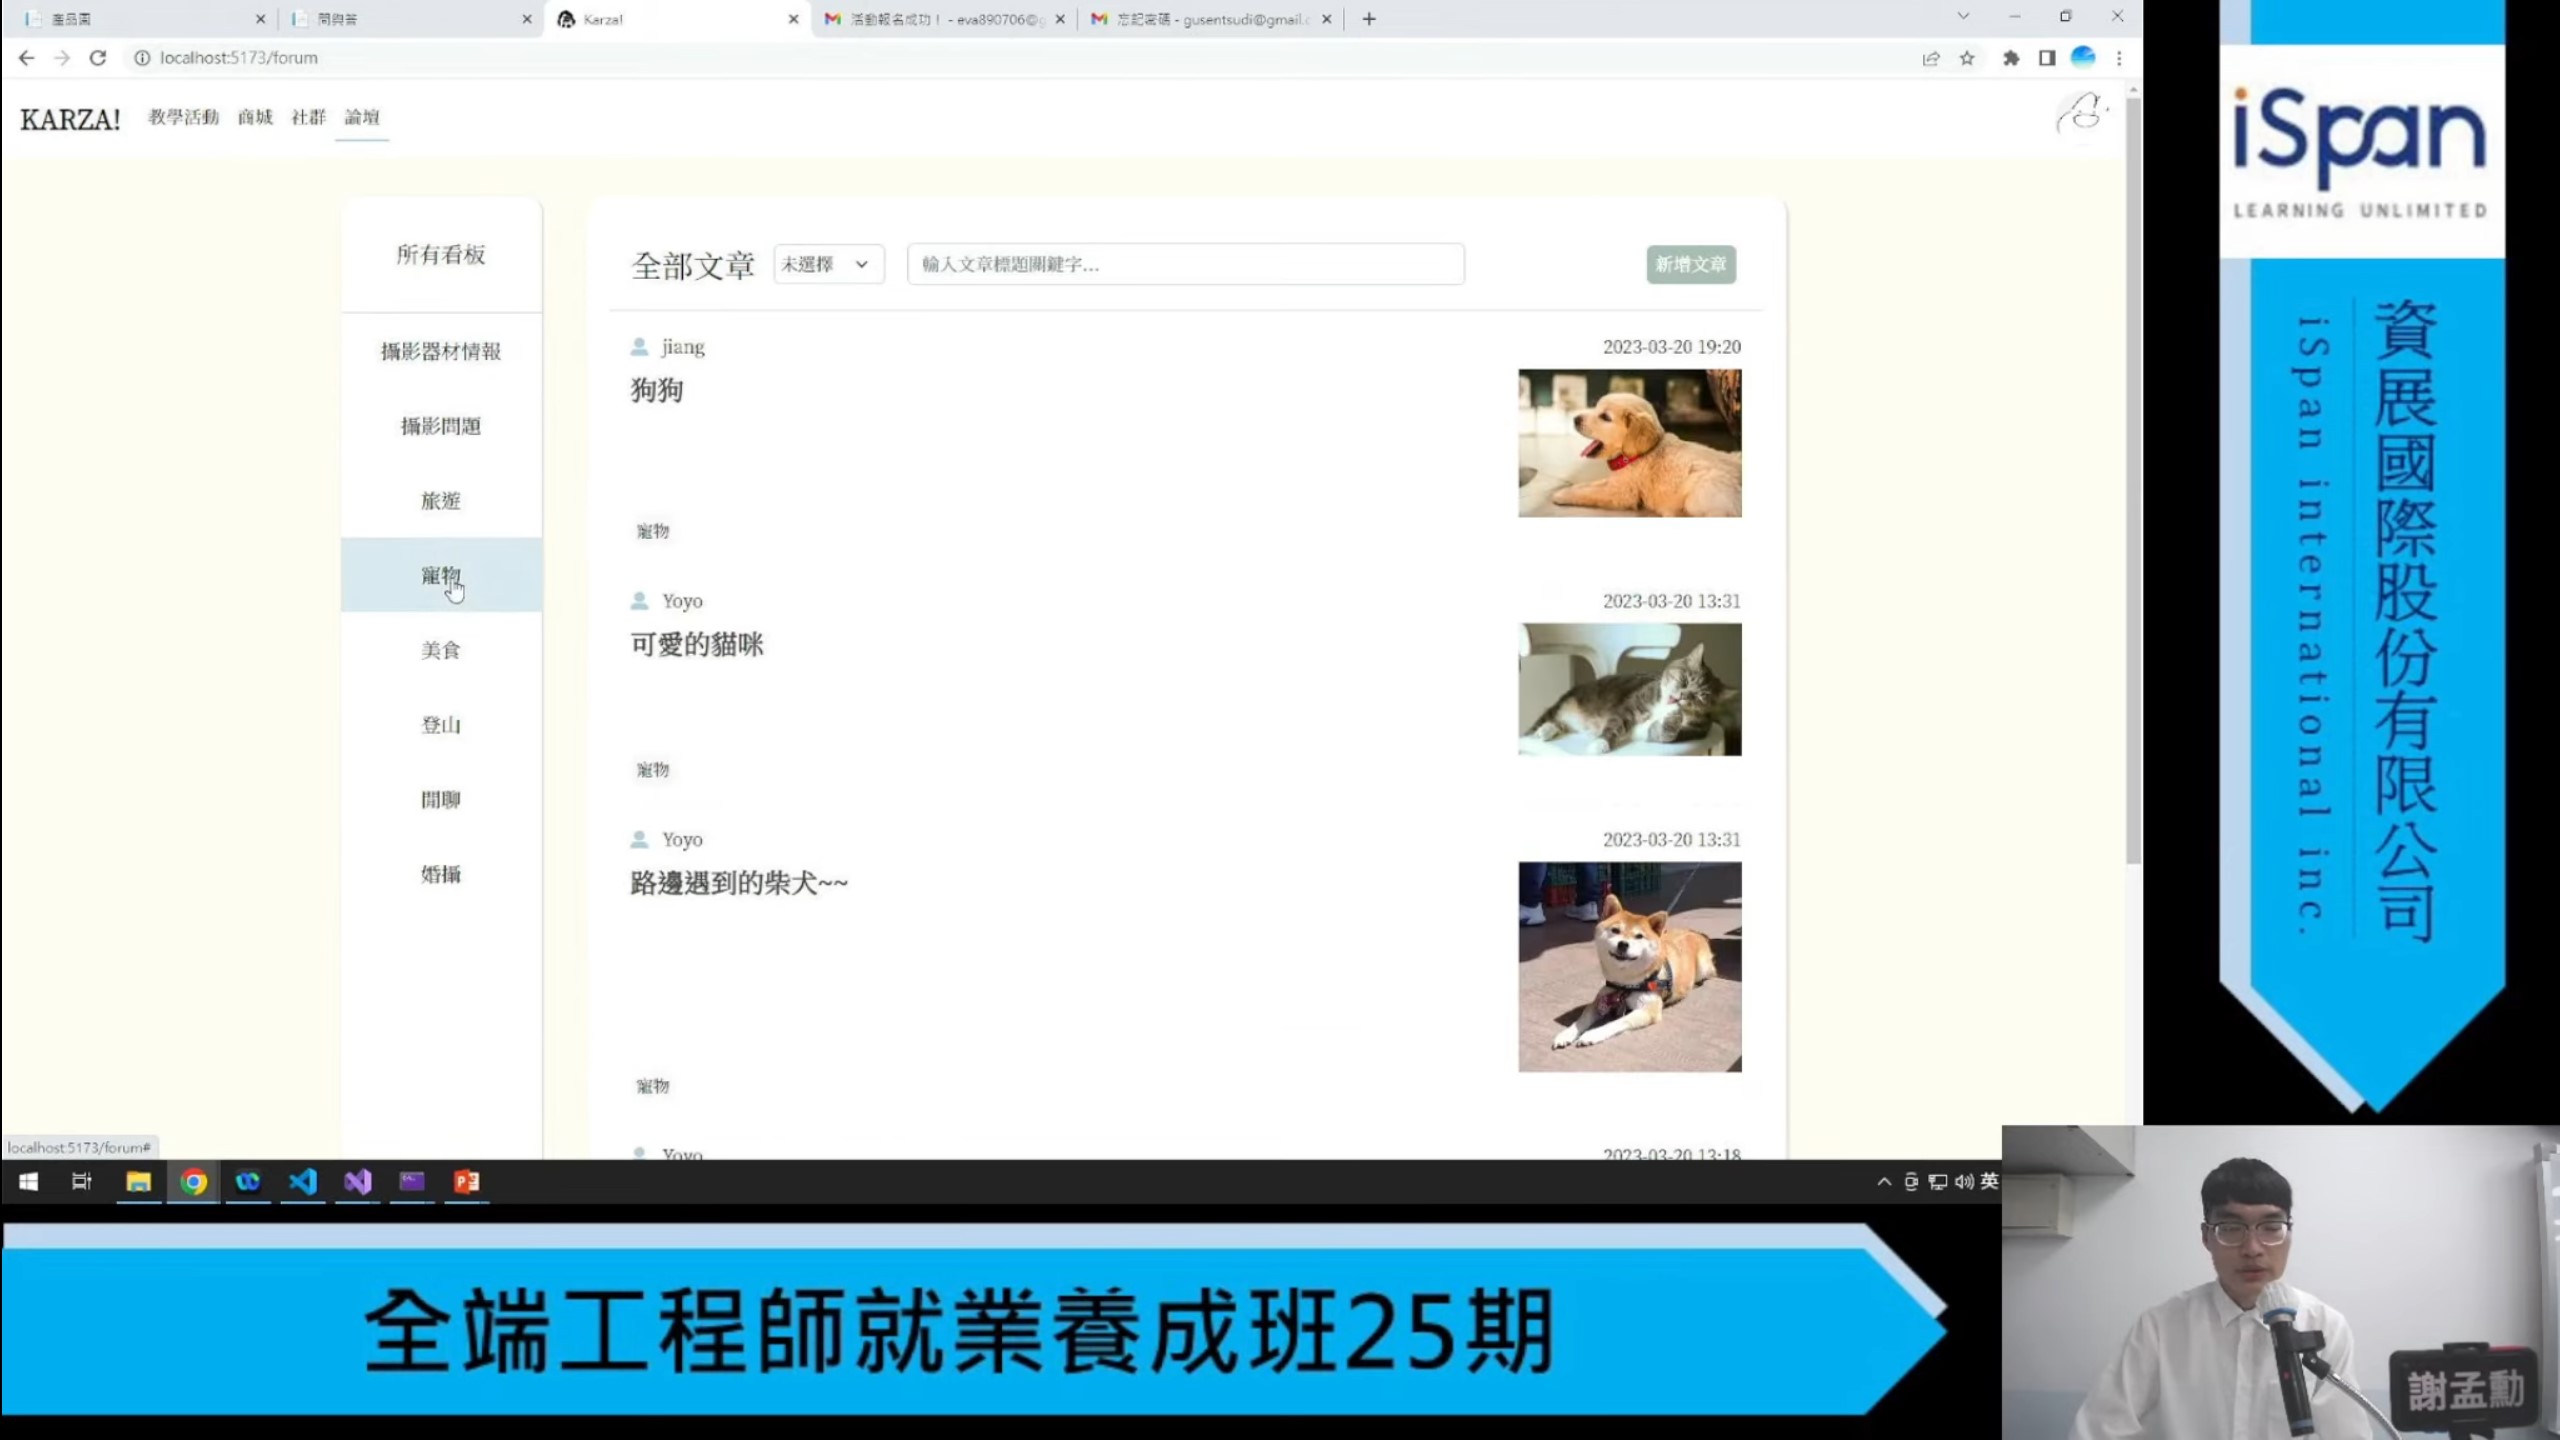 產品園
問與答
Karza!
活動報名成功！ - eva890706@g
忘記密碼 - gusentsudi@gmail.c
localhost:5173/forum
KARZA!
教學活動
商城
社群
論壇
所有看板
攝影器材情報
攝影問題
旅遊
寵物
美食
登山
閒聊
婚攝
全部文章
未選擇
輸入文章標題關鍵字...
新增文章
jiang
2023-03-20 19:20
狗狗
寵物
Yoyo
2023-03-20 13:31
可愛的貓咪
寵物
Yoyo
2023-03-20 13:31
路邊遇到的柴犬~~
寵物
Yoyo
2023-03-20 13:18
localhost:5173/forum#
英
iSpan
LEARNING UNLIMITED
資展國際股份有限公司
iSpan international inc.
全端工程師就業養成班25期
謝孟勳